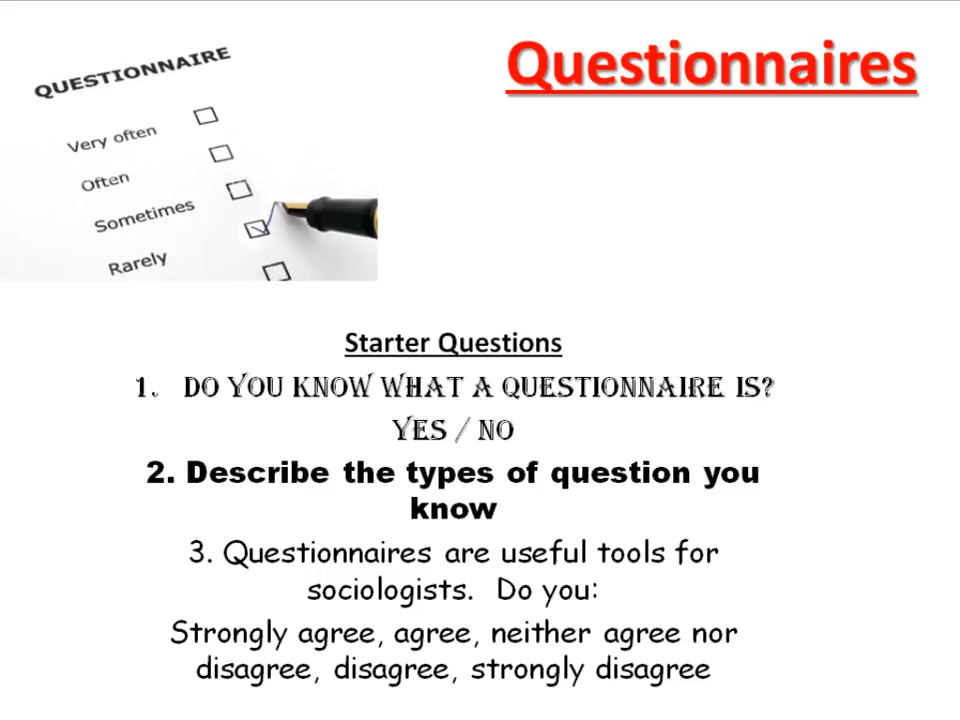 Questionnaires
QUESTIONNAIRE
Very often
Often
Sometimes
Rarely
Starter Questions
1. DO YOU KNOW WHAT A QUESTIONNAIRE IS?
YES / NO
2. Describe the types of question you
know
3. Questionnaires are useful tools for
sociologists. Do you:
Strongly agree, agree, neither agree nor
disagree, disagree, strongly disagree